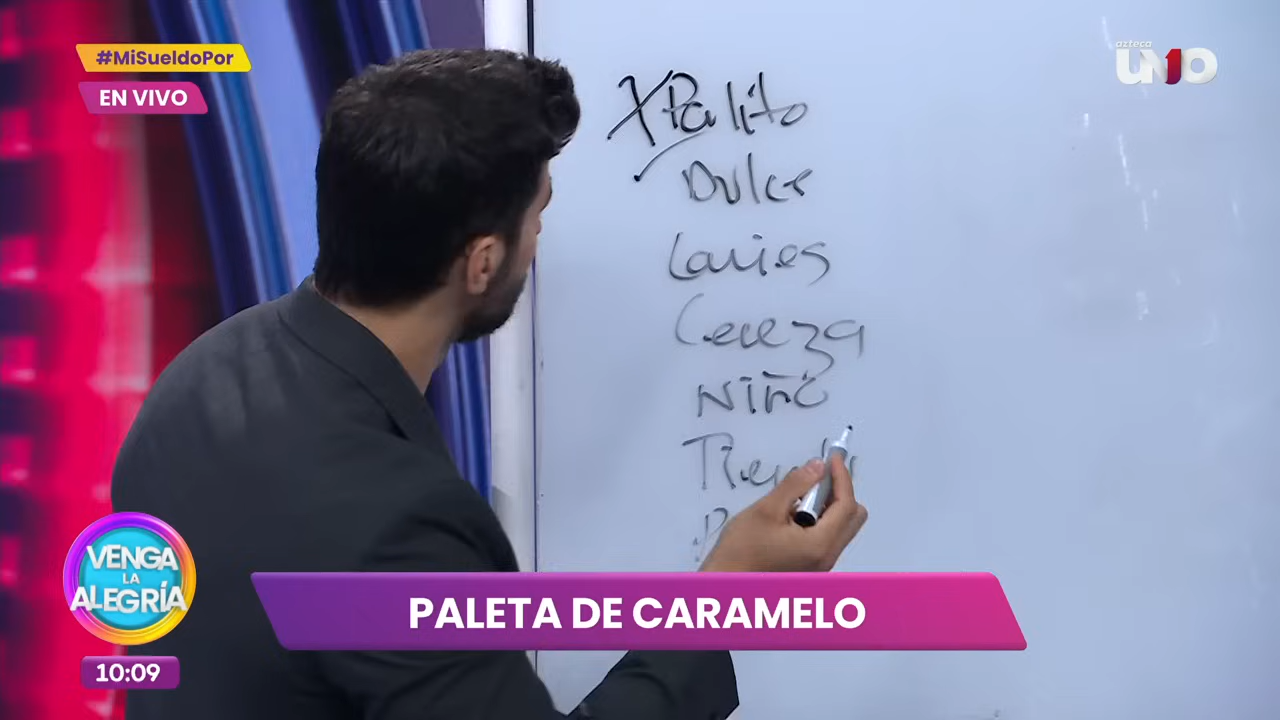 #MiSueldoPor
EN VIVO
azteca
UNO
X Palito
Dulce
Caries
Cereza
Niño
PALETA DE CARAMELO
VENGA
LA
ALEGRÍA
10:09